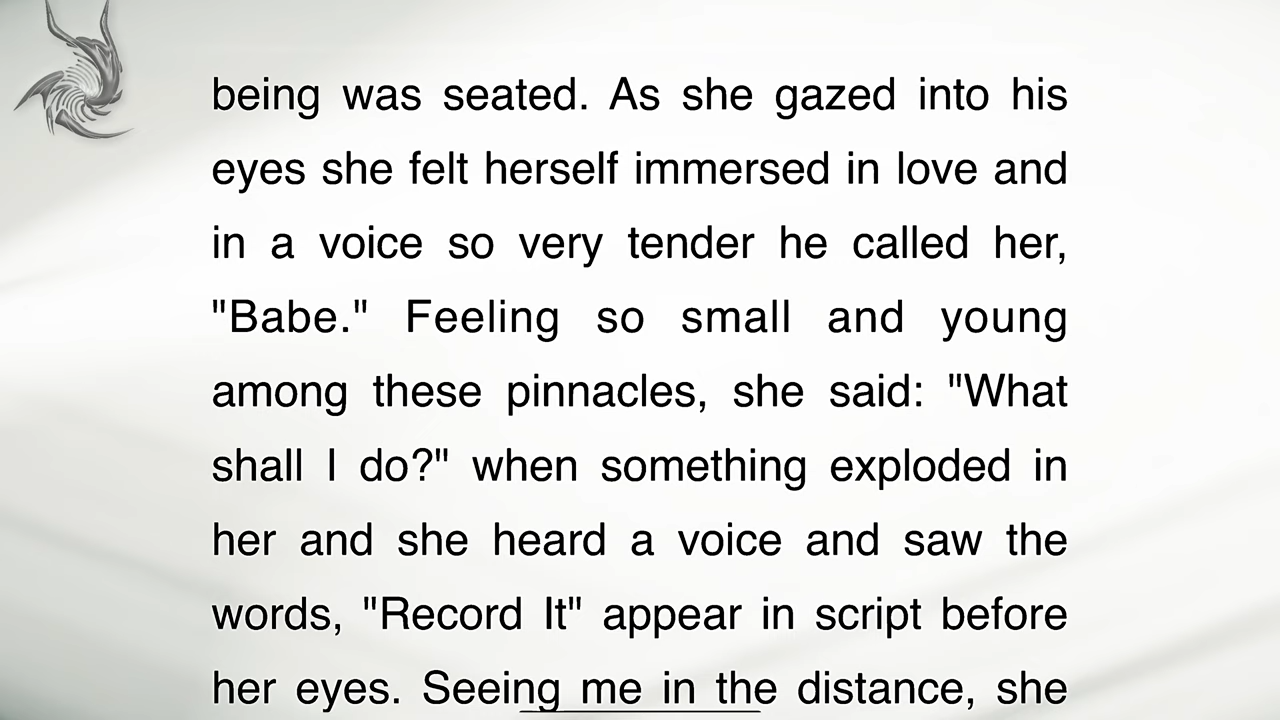 being was seated. As she gazed into his
eyes she felt herself immersed in love and
in a voice so very tender he called her,
"Babe." Feeling so small and young
among these pinnacles, she said: "What
shall I do?" when something exploded in
her and she heard a voice and saw the
words, "Record It" appear in script before
her eyes. Seeing me in the distance, she